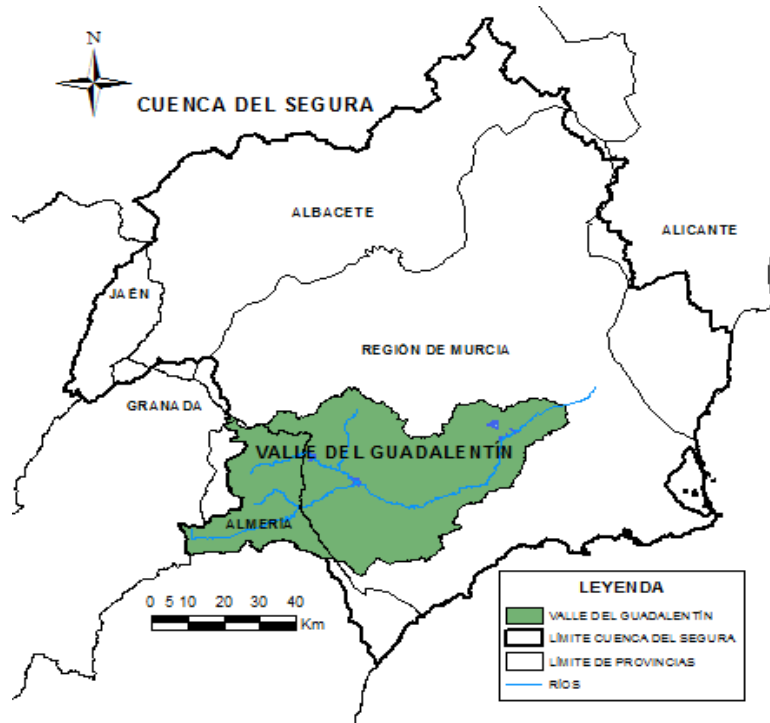 N
CUENCA DEL SEGURA
ALBACETE
ALICANTE
JAÉN
REGIÓN DE MURCIA
GRANADA
VALLE DEL GUADALENTÍN
ALMERÍA
0 5 10 20 30 40
Km
LEYENDA
VALLE DEL GUADALENTÍN
LÍMITE CUENCA DEL SEGURA
LÍMITE DE PROVINCIAS
RÍOS